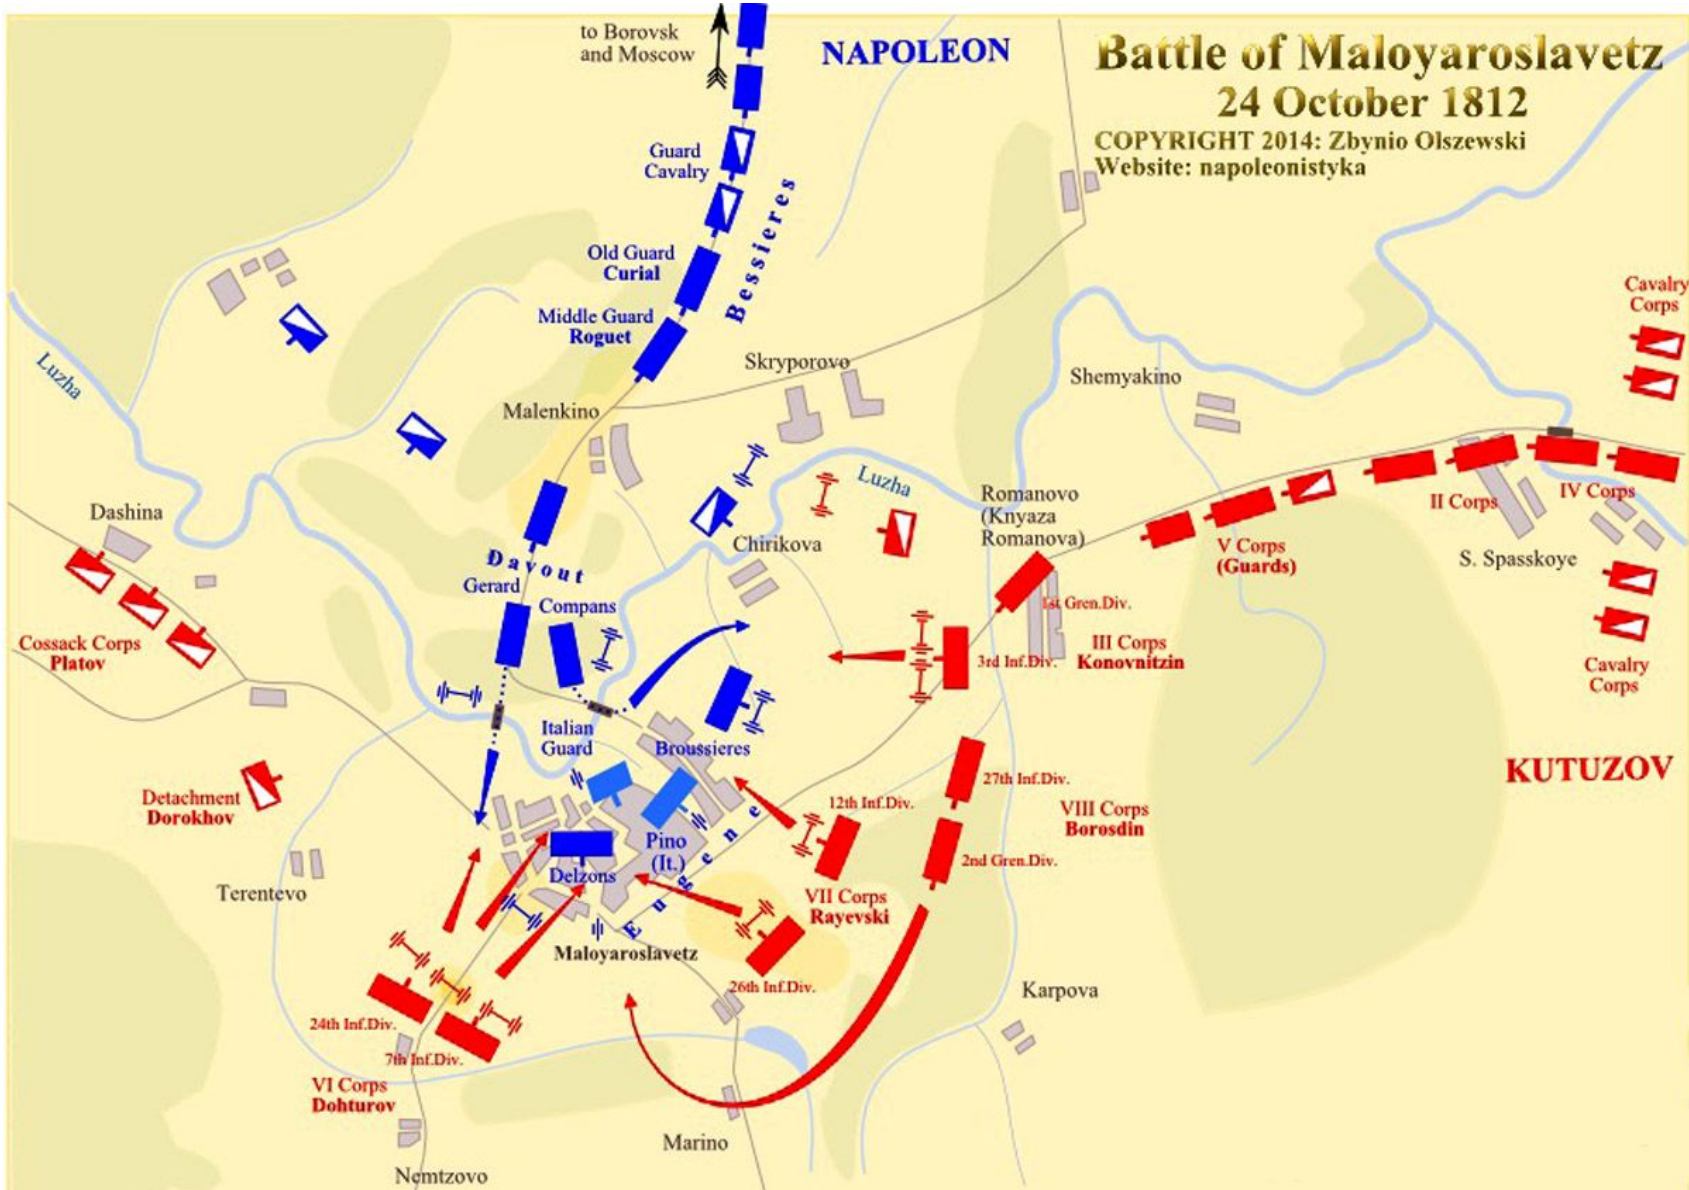 to Borovsk
and Moscow
NAPOLEON
Battle of Maloyaroslavetz
24 October 1812
COPYRIGHT 2014: Zbynio Olszewski
Website: napoleonistyka
Guard
Cavalry
Bessieres
Old Guard
Curial
Middle Guard
Roguet
Cavalry
Corps
Luzha
Skryporovo
Shemyakino
Malenkino
Luzha
Romanovo
(Knyaza
Romanova)
II Corps
IV Corps
Dashina
Chirikova
V Corps
(Guards)
S. Spasskoye
Davout
Gerard
Compans
1st Gren.Div.
Cossack Corps
Platov
III Corps
Konovnitzin
3rd Inf.Div.
Cavalry
Corps
Italian
Guard
Broussieres
KUTUZOV
27th Inf.Div.
Detachment
Dorokhov
12th Inf.Div.
VIII Corps
Borosdin
Pino
(It.)
Eugene
2nd Gren.Div.
Delzons
Terentevo
VII Corps
Rayevski
Maloyaroslavetz
26th Inf.Div.
Karpova
24th Inf.Div.
7th Inf.Div.
VI Corps
Dohturov
Marino
Nemtzovo